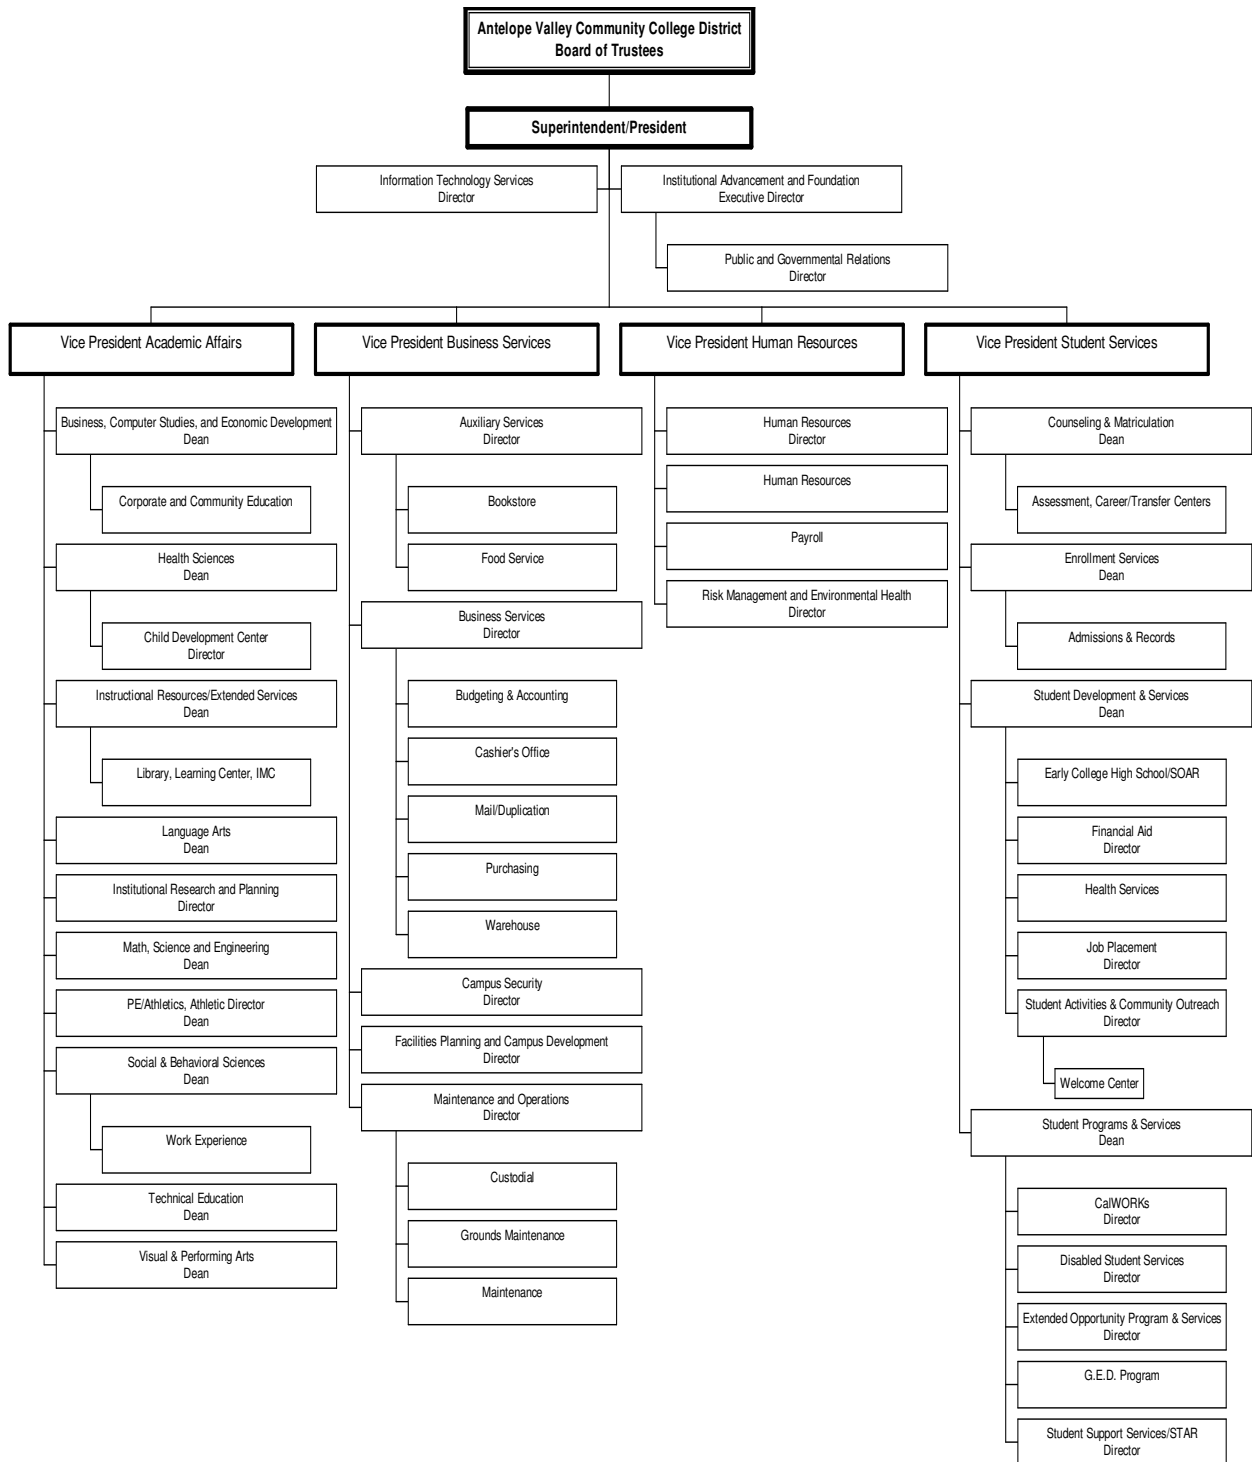 Antelope Valley Community College District
Board of Trustees
Superintendent/President
Information Technology Services
Director
Institutional Advancement and Foundation
Executive Director
Public and Governmental Relations
Director
Vice President Academic Affairs
Business, Computer Studies, and Economic Development
Dean
Corporate and Community Education
Health Sciences
Dean
Child Development Center
Director
Instructional Resources/Extended Services
Dean
Library, Learning Center, IMC
Language Arts
Dean
Institutional Research and Planning
Director
Math, Science and Engineering
Dean
PE/Athletics, Athletic Director
Dean
Social & Behavioral Sciences
Dean
Work Experience
Technical Education
Dean
Visual & Performing Arts
Dean
Vice President Business Services
Auxiliary Services
Director
Bookstore
Food Service
Business Services
Director
Budgeting & Accounting
Cashier's Office
Mail/Duplication
Purchasing
Warehouse
Campus Security
Director
Facilities Planning and Campus Development
Director
Maintenance and Operations
Director
Custodial
Grounds Maintenance
Maintenance
Vice President Human Resources
Human Resources
Director
Human Resources
Payroll
Risk Management and Environmental Health
Director
Vice President Student Services
Counseling & Matriculation
Dean
Assessment, Career/Transfer Centers
Enrollment Services
Dean
Admissions & Records
Student Development & Services
Dean
Early College High School/SOAR
Financial Aid
Director
Health Services
Job Placement
Director
Student Activities & Community Outreach
Director
Welcome Center
Student Programs & Services
Dean
CalWORKs
Director
Disabled Student Services
Director
Extended Opportunity Program & Services
Director
G.E.D. Program
Student Support Services/STAR
Director